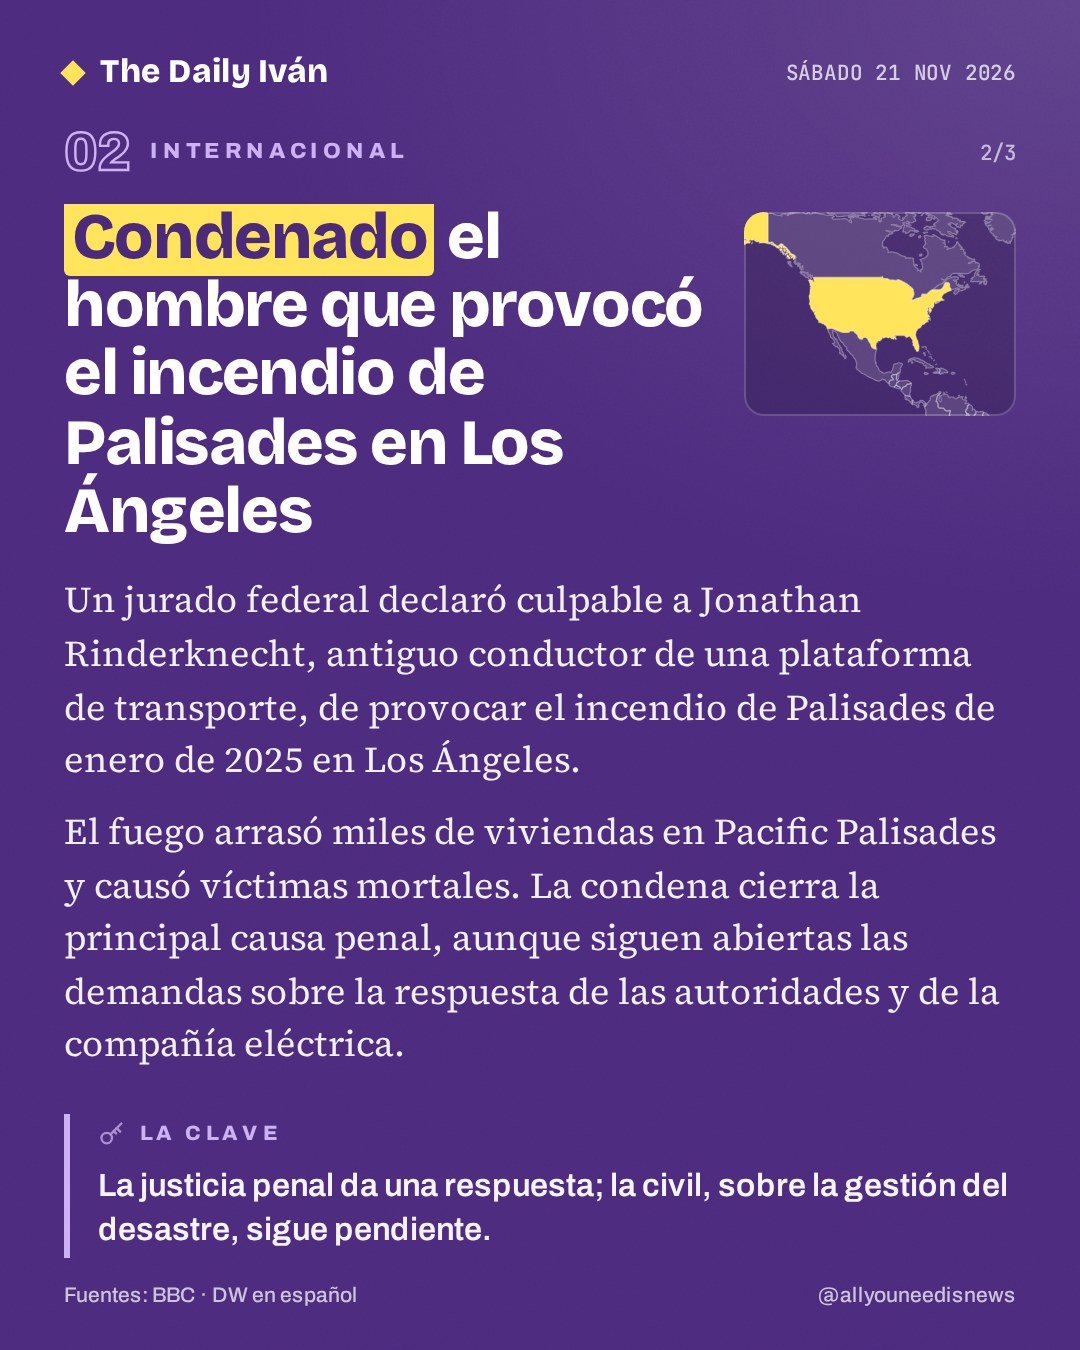 The Daily Iván
SÁBADO 21 NOV 2026
02 INTERNACIONAL
2/3
Condenado el
hombre que provocó
el incendio de
Palisades en Los
Ángeles
Un jurado federal declaró culpable a Jonathan
Rinderknecht, antiguo conductor de una plataforma
de transporte, de provocar el incendio de Palisades de
enero de 2025 en Los Ángeles.
El fuego arrasó miles de viviendas en Pacific Palisades
y causó víctimas mortales. La condena cierra la
principal causa penal, aunque siguen abiertas las
demandas sobre la respuesta de las autoridades y de la
compañía eléctrica.
LA CLAVE
La justicia penal da una respuesta; la civil, sobre la gestión del
desastre, sigue pendiente.
Fuentes: BBC · DW en español
@allyouneedisnews